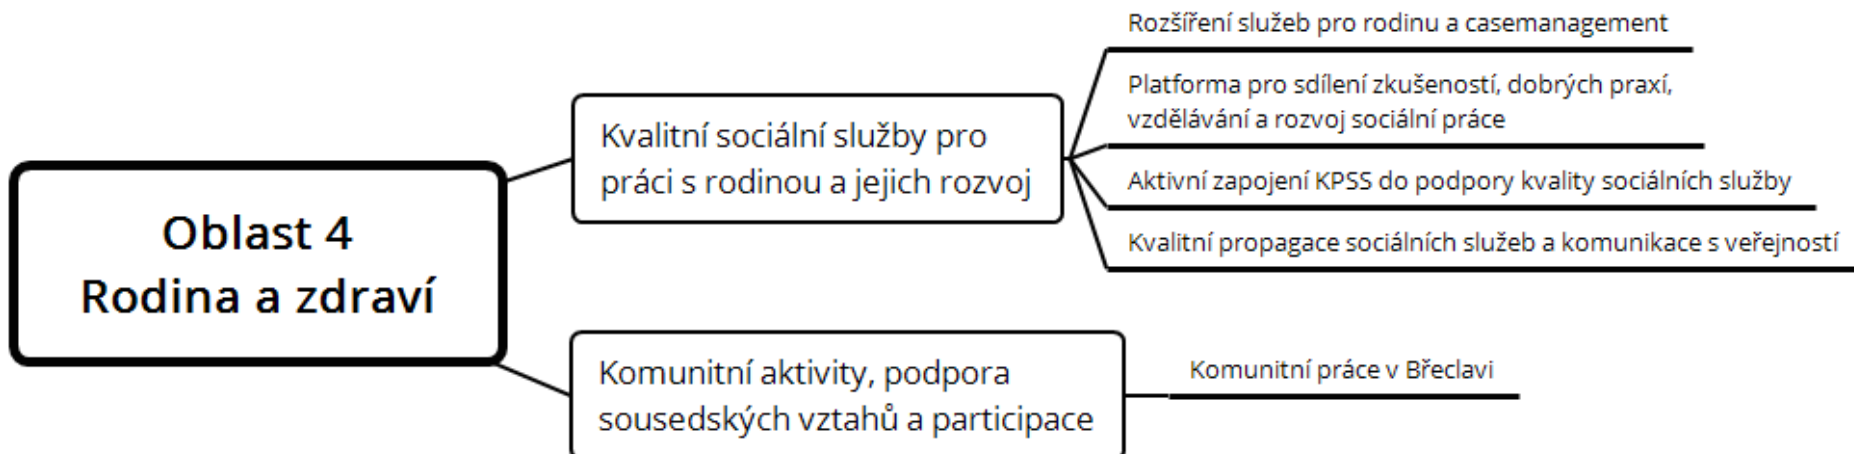 Oblast 4
Rodina a zdraví
Kvalitní sociální služby pro
práci s rodinou a jejich rozvoj
Rozšíření služeb pro rodinu a casemanagement
Platforma pro sdílení zkušeností, dobrých praxí,
vzdělávání a rozvoj sociální práce
Aktivní zapojení KPSS do podpory kvality sociálních služby
Kvalitní propagace sociálních služeb a komunikace s veřejností
Komunitní aktivity, podpora
sousedských vztahů a participace
Komunitní práce v Břeclavi